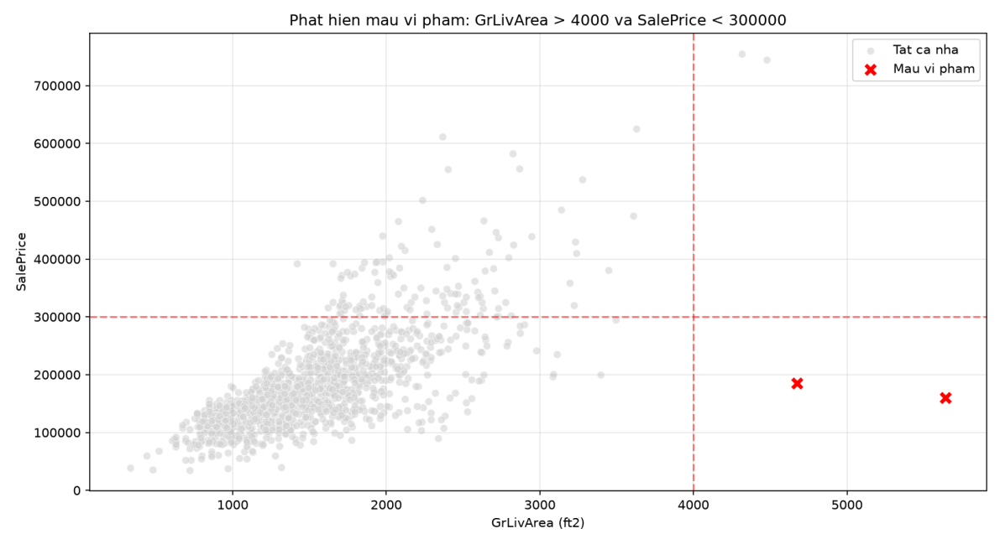 Phat hien mau vi pham: GrLivArea > 4000 va SalePrice < 300000
Tat ca nha
Mau vi pham
700000
600000
500000
400000
300000
200000
100000
0
SalePrice
1000
2000
3000
4000
5000
GrLivArea (ft2)